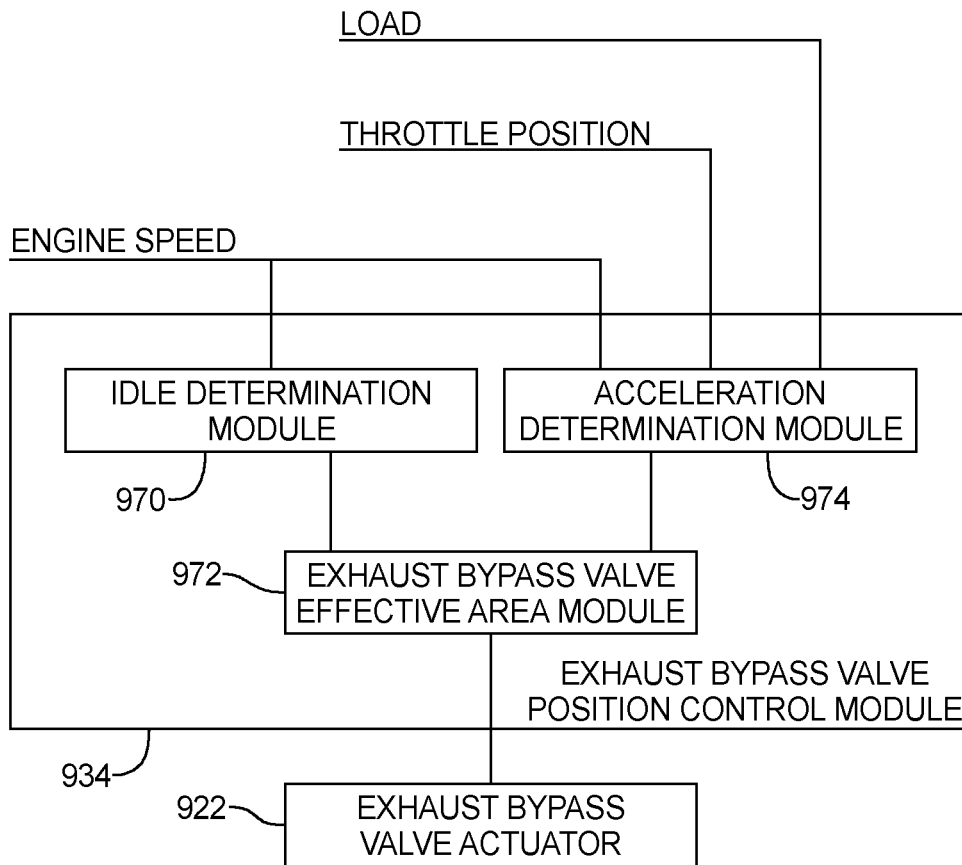 LOAD
THROTTLE POSITION
ENGINE SPEED
IDLE DETERMINATION
MODULE
970
ACCELERATION
DETERMINATION MODULE
974
972
EXHAUST BYPASS VALVE
EFFECTIVE AREA MODULE
EXHAUST BYPASS VALVE
POSITION CONTROL MODULE
934
922
EXHAUST BYPASS
VALVE ACTUATOR